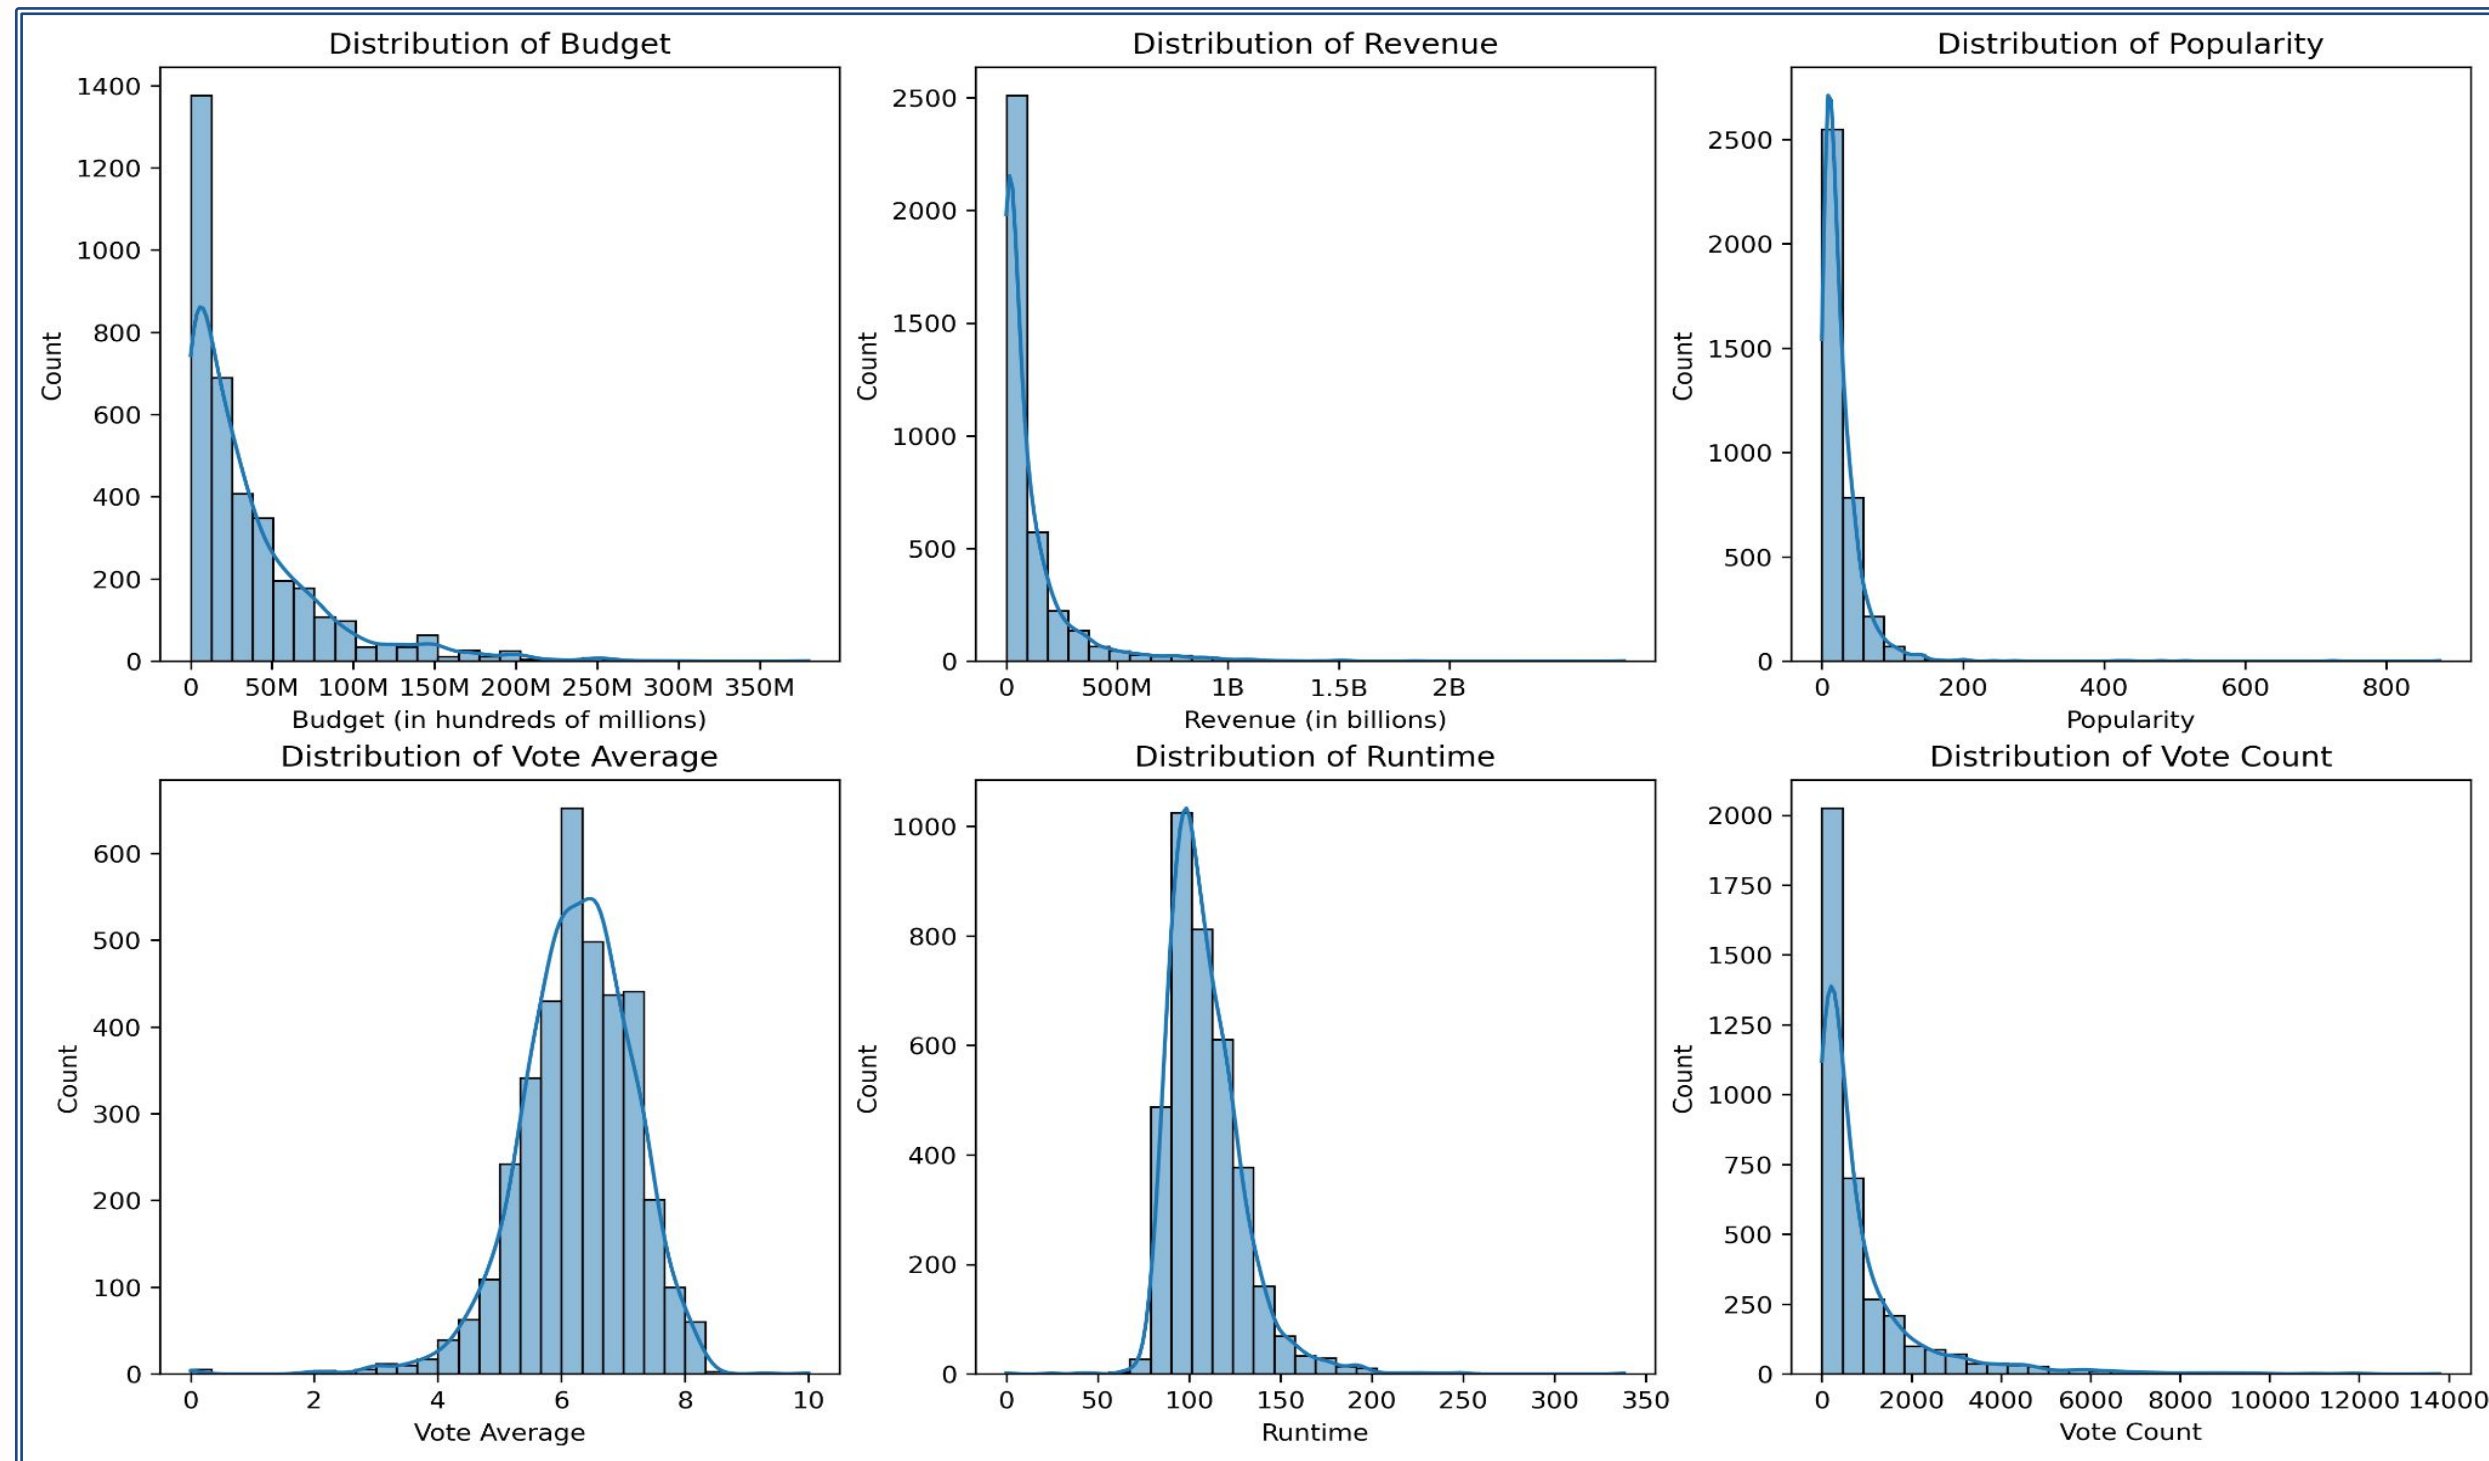 Distribution of Budget
1400
1200
1000
800
600
400
200
0
Count
0 50M 100M 150M 200M 250M 300M 350M
Budget (in hundreds of millions)
Distribution of Revenue
2500
2000
1500
1000
500
0
Count
0 500M 1B 1.5B 2B
Revenue (in billions)
Distribution of Popularity
2500
2000
1500
1000
500
0
Count
0 200 400 600 800
Popularity
Distribution of Vote Average
600
500
400
300
200
100
0
Count
0 2 4 6 8 10
Vote Average
Distribution of Runtime
1000
800
600
400
200
0
Count
0 50 100 150 200 250 300 350
Runtime
Distribution of Vote Count
2000
1750
1500
1250
1000
750
500
250
0
Count
0 2000 4000 6000 8000 10000 12000 14000
Vote Count